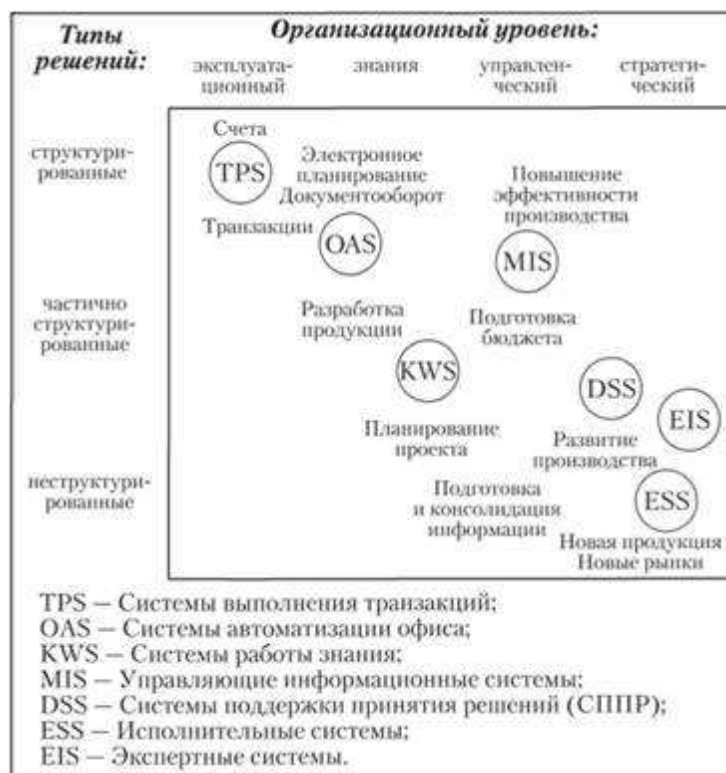 Типы
решений:
Организационный уровень:
эксплуата-
ционный
знания
управлен-
ческий
стратеги-
ческий
структури-
рованные
Счета
TPS
Транзакции
Электронное
планирование
Документооборот
OAS
Повышение
эффективности
производства
MIS
частично
структури-
рованные
Разработка
продукции
KWS
Подготовка
бюджета
DSS
EIS
Планирование
проекта
Развитие
производства
неструктури-
рованные
Подготовка
и консолидация
информации
ESS
Новая продукция
Новые рынки
TPS — Системы выполнения транзакций;
OAS — Системы автоматизации офиса;
KWS — Системы работы знания;
MIS — Управляющие информационные системы;
DSS — Системы поддержки принятия решений (СППР);
ESS — Исполнительные системы;
EIS — Экспертные системы.